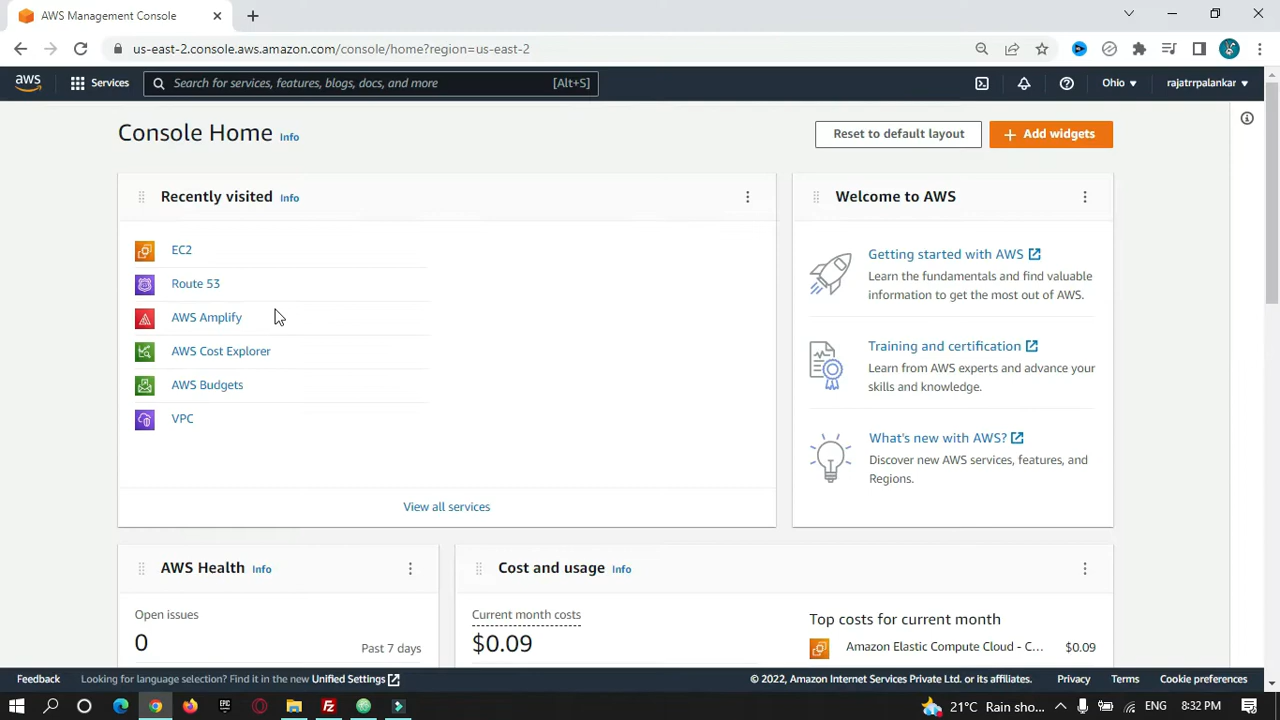 AWS Management Console
us-east-2.console.aws.amazon.com/console/home?region=us-east-2
aws Services Search for services, features, blogs, docs, and more [Alt+S] Ohio rajatrrpalankar
Console Home Info Reset to default layout Add widgets
Recently visited Info
EC2
Route 53
AWS Amplify
AWS Cost Explorer
AWS Budgets
VPC
View all services
Welcome to AWS
Getting started with AWS
Learn the fundamentals and find valuable
information to get the most out of AWS.
Training and certification
Learn from AWS experts and advance your
skills and knowledge.
What's new with AWS?
Discover new AWS services, features, and
Regions.
AWS Health Info
Open issues
0 Past 7 days
Cost and usage Info
Current month costs
$0.09
Top costs for current month
Amazon Elastic Compute Cloud - C... $0.09
Feedback Looking for language selection? Find it in the new Unified Settings © 2022, Amazon Internet Services Private Ltd. or its affiliates. Privacy Terms Cookie preferences
21°C Rain sho... ENG 8:32 PM